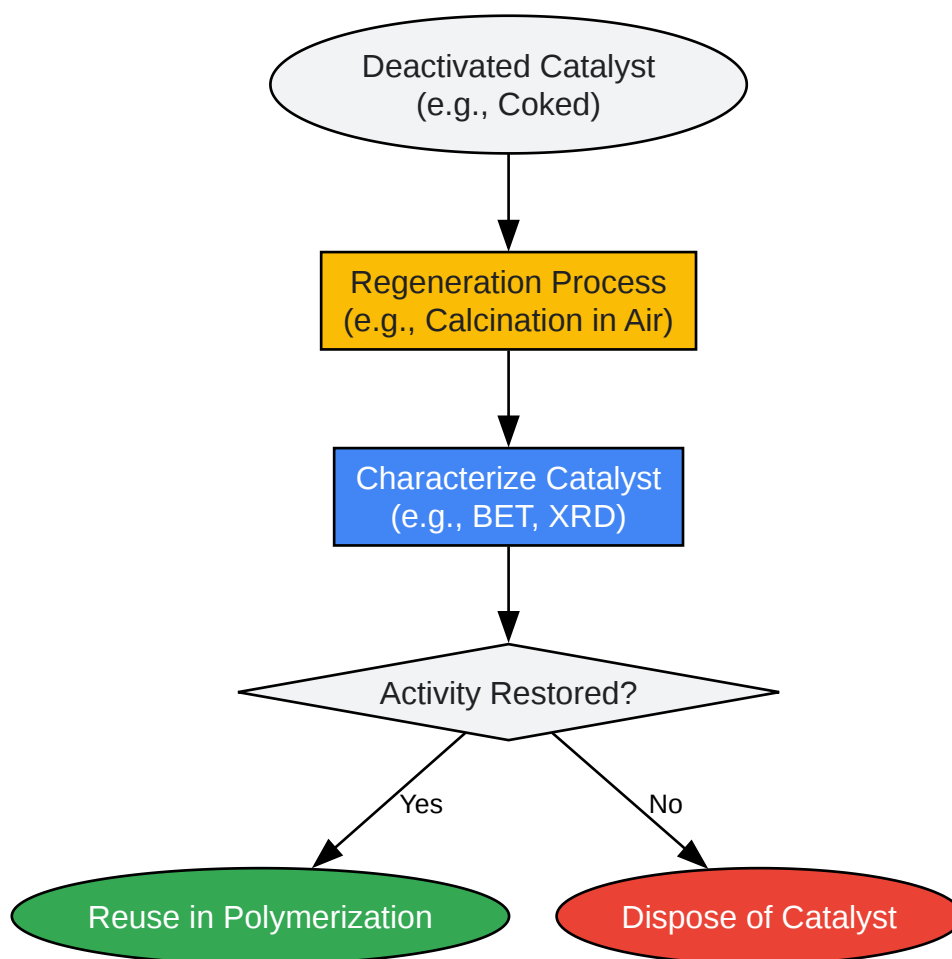 Deactivated Catalyst
(e.g., Coked)
Regeneration Process
(e.g., Calcination in Air)
Characterize Catalyst
(e.g., BET, XRD)
Activity Restored?
Yes
No
Reuse in Polymerization
Dispose of Catalyst